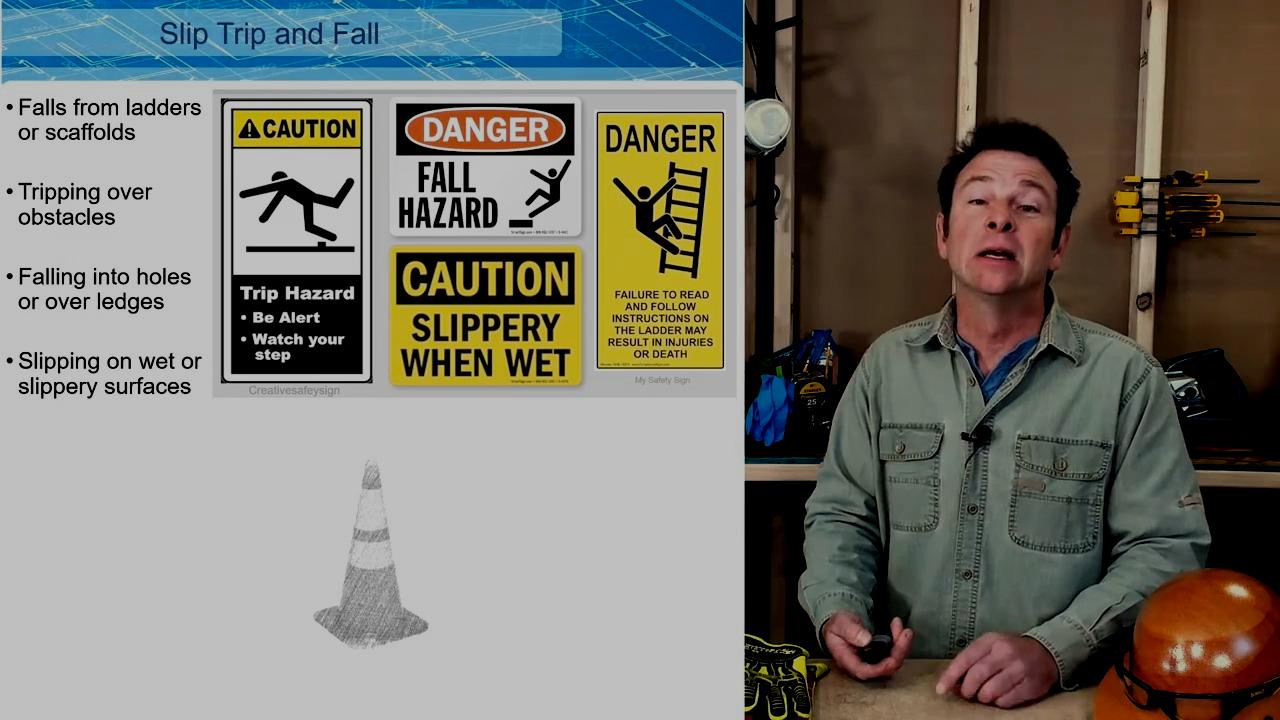 Slip Trip and Fall
• Falls from ladders
or scaffolds
• Tripping over
obstacles
• Falling into holes
or over ledges
• Slipping on wet or
slippery surfaces
CAUTION
Trip Hazard
• Be Alert
• Watch your
step
Creativesafeysign
DANGER
FALL
HAZARD
CAUTION
SLIPPERY
WHEN WET
DANGER
FAILURE TO READ
AND FOLLOW
INSTRUCTIONS ON
THE LADDER MAY
RESULT IN INJURIES
OR DEATH
My Safety Sign
25